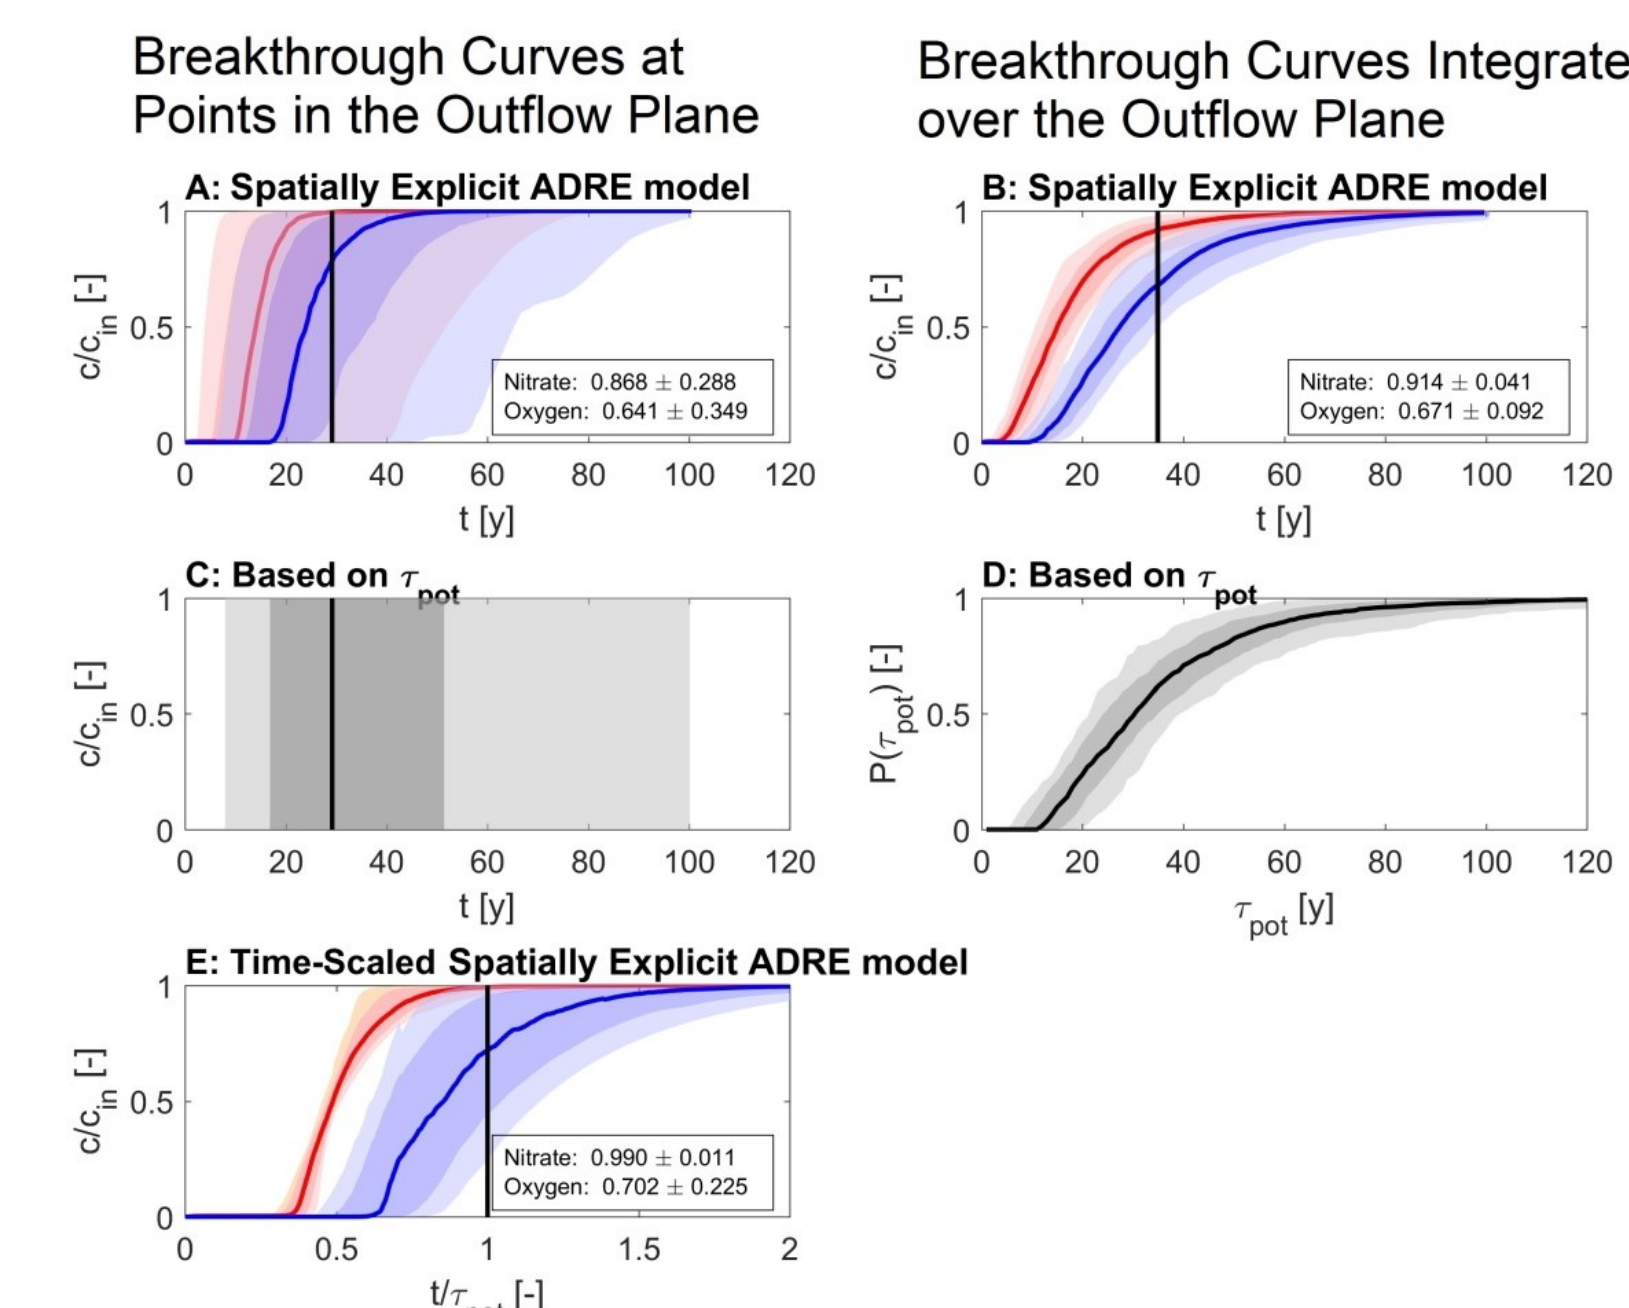 Breakthrough Curves at
Points in the Outflow Plane
Breakthrough Curves Integrate
over the Outflow Plane
A: Spatially Explicit ADRE model
c/c_in [-]
1
0.5
0
Nitrate: 0.868 ± 0.288
Oxygen: 0.641 ± 0.349
0 20 40 60 80 100 120
t [y]
B: Spatially Explicit ADRE model
c/c_in [-]
1
0.5
0
Nitrate: 0.914 ± 0.041
Oxygen: 0.671 ± 0.092
0 20 40 60 80 100 120
t [y]
C: Based on τ_pot
c/c_in [-]
1
0.5
0
0 20 40 60 80 100 120
t [y]
D: Based on τ_pot
P(τ_pot) [-]
1
0.5
0
0 20 40 60 80 100 120
τ_pot [y]
E: Time-Scaled Spatially Explicit ADRE model
c/c_in [-]
1
0.5
0
Nitrate: 0.990 ± 0.011
Oxygen: 0.702 ± 0.225
0 0.5 1 1.5 2
t/τ_pot [-]